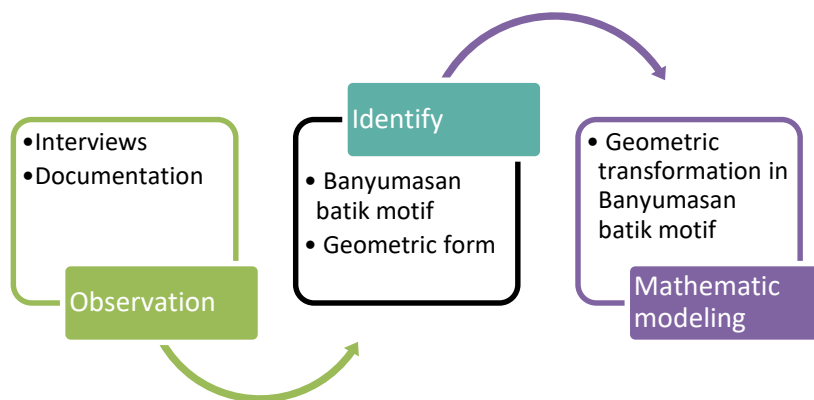 •Interviews
•Documentation
Observation
Identify
• Banyumasan
batik motif
• Geometric form
• Geometric
transformation in
Banyumasan
batik motif
Mathematic
modeling